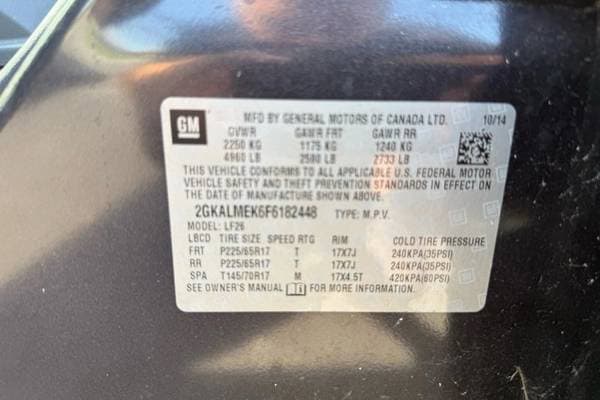 GM
MFD BY GENERAL MOTORS OF CANADA LTD. 10/14
GVWR GAWR FRT GAWR RR
2250 KG 1175 KG 1240 KG
4960 LB 2590 LB 2733 LB
THIS VEHICLE CONFORMS TO ALL APPLICABLE U.S. FEDERAL MOTOR
VEHICLE SAFETY AND THEFT PREVENTION STANDARDS IN EFFECT ON
THE DATE OF MANUFACTURE SHOWN ABOVE.
2GKALMEK6F6182448 TYPE: M.P.V.
MODEL: LF26
LBCD TIRE SIZE SPEED RTG RIM COLD TIRE PRESSURE
FRT P225/65R17 T 17X7J 240KPA(35PSI)
RR P225/65R17 T 17X7J 240KPA(35PSI)
SPA T145/70R17 M 17X4.5T 420KPA(60PSI)
SEE OWNER'S MANUAL FOR MORE INFORMATION.